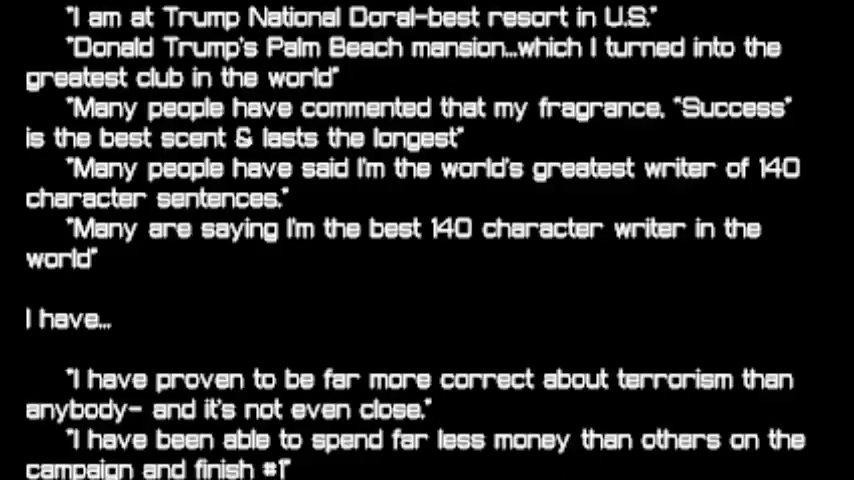 "I am at Trump National Doral-best resort in U.S."
"Donald Trump's Palm Beach mansion...which I turned into the
greatest club in the world"
"Many people have commented that my fragrance, "Success"
is the best scent & lasts the longest"
"Many people have said I'm the world's greatest writer of 140
character sentences."
"Many are saying I'm the best 140 character writer in the
world"
I have...
"I have proven to be far more correct about terrorism than
anybody- and it's not even close."
"I have been able to spend far less money than others on the
campaign and finish #1"